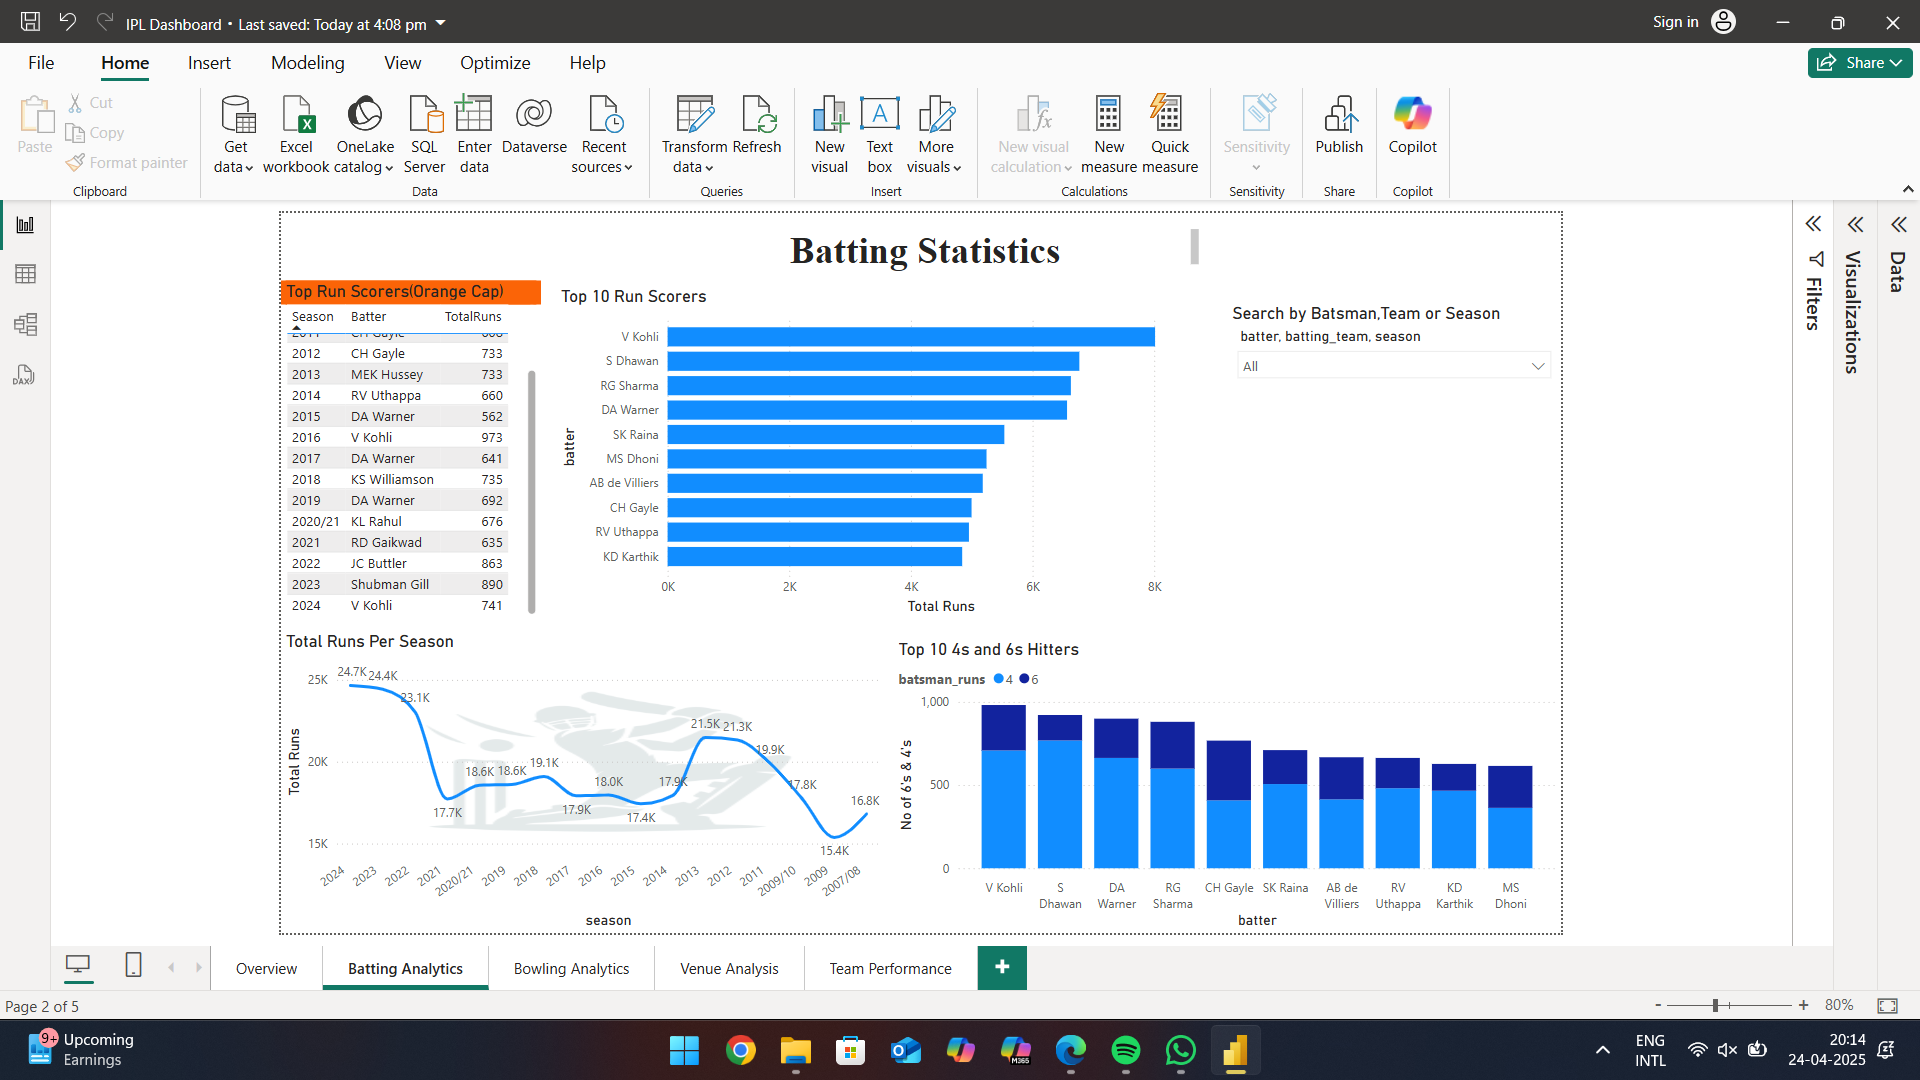 IPL Dashboard • Last saved: Today at 4:08 pm
Sign in
File Home Insert Modeling View Optimize Help
Share
Paste
Cut
Copy
Format painter
Clipboard
Get data
Excel workbook
OneLake catalog
SQL Server
Enter data
Dataverse
Recent sources
Data
Transform data
Refresh
Queries
New visual
Text box
More visuals
Insert
New visual calculation
New measure
Quick measure
Calculations
Sensitivity
Sensitivity
Publish
Share
Copilot
Copilot
DAX
Batting Statistics
Top Run Scorers(Orange Cap)
Season Batter TotalRuns
2012 CH Gayle 733
2013 MEK Hussey 733
2014 RV Uthappa 660
2015 DA Warner 562
2016 V Kohli 973
2017 DA Warner 641
2018 KS Williamson 735
2019 DA Warner 692
2020/21 KL Rahul 676
2021 RD Gaikwad 635
2022 JC Buttler 863
2023 Shubman Gill 890
2024 V Kohli 741
Top 10 Run Scorers
batter
V Kohli
S Dhawan
RG Sharma
DA Warner
SK Raina
MS Dhoni
AB de Villiers
CH Gayle
RV Uthappa
KD Karthik
0K 2K 4K 6K 8K
Total Runs
Search by Batsman,Team or Season
batter, batting_team, season
All
Filters
Visualizations
Data
Total Runs Per Season
Total Runs
25K
20K
15K
24.7K 24.4K 23.1K 17.7K 18.6K 18.6K 19.1K 17.9K 18.0K 17.4K 17.9K 21.5K 21.3K 19.9K 17.8K 15.4K 16.8K
2024 2023 2022 2021 2020/21 2019 2018 2017 2016 2015 2014 2013 2012 2011 2009/10 2009 2007/08
season
Top 10 4s and 6s Hitters
batsman_runs 4 6
No of 6's & 4's
1,000
500
0
V Kohli
S Dhawan
DA Warner
RG Sharma
CH Gayle
SK Raina
AB de Villiers
RV Uthappa
KD Karthik
MS Dhoni
batter
Overview Batting Analytics Bowling Analytics Venue Analysis Team Performance +
Page 2 of 5
- + 80%
9+
Upcoming
Earnings
M365
ENG
INTL
20:14
24-04-2025